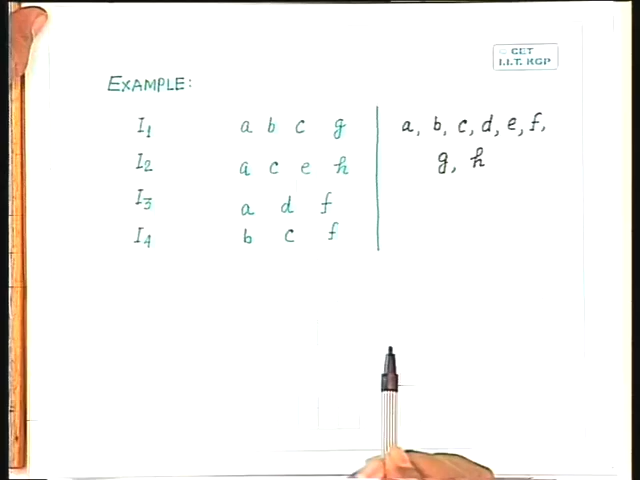 © CET
I.I.T. KGP
EXAMPLE:
I1 a b c g
I2 a c e h
I3 a d f
I4 b c f
a, b, c, d, e, f,
g, h